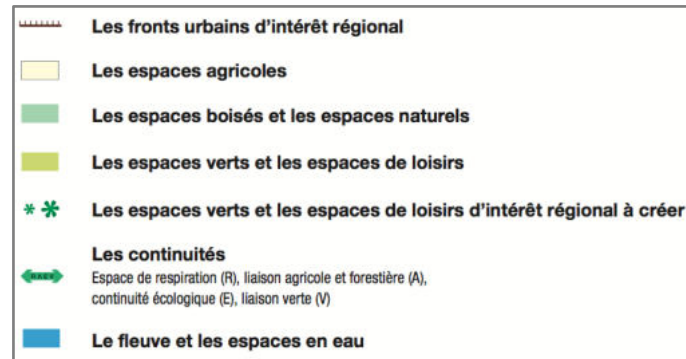 Les fronts urbains d'intérêt régional
Les espaces agricoles
Les espaces boisés et les espaces naturels
Les espaces verts et les espaces de loisirs
Les espaces verts et les espaces de loisirs d'intérêt régional à créer
Les continuités
Espace de respiration (R), liaison agricole et forestière (A),
continuité écologique (E), liaison verte (V)
Le fleuve et les espaces en eau